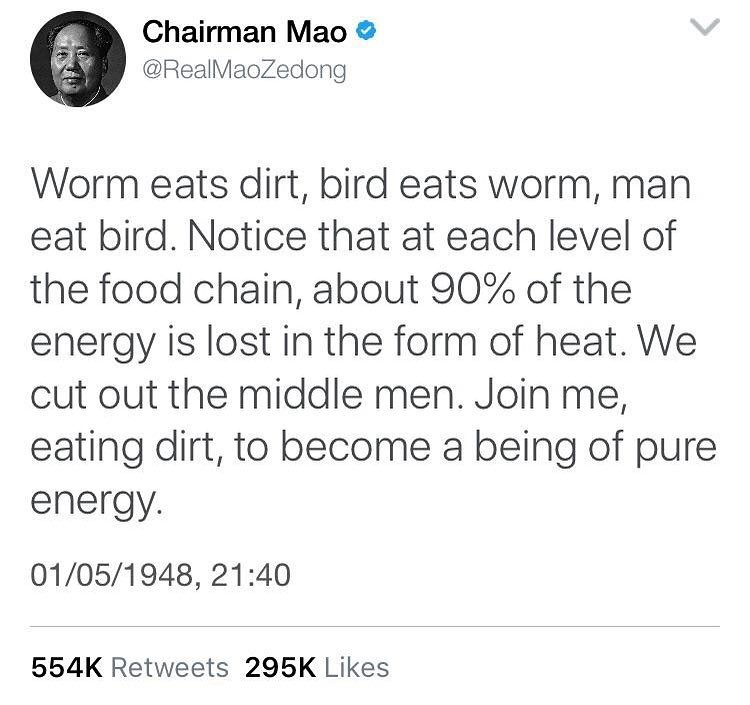 Chairman Mao
@RealMaoZedong
Worm eats dirt, bird eats worm, man
eat bird. Notice that at each level of
the food chain, about 90% of the
energy is lost in the form of heat. We
cut out the middle men. Join me,
eating dirt, to become a being of pure
energy.
01/05/1948, 21:40
554K Retweets 295K Likes